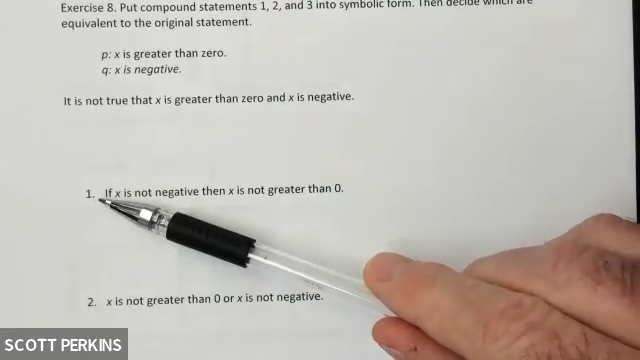 Exercise 8. Put compound statements 1, 2, and 3 into symbolic form. Then decide which are
equivalent to the original statement.
p: x is greater than zero.
q: x is negative.
It is not true that x is greater than zero and x is negative.
1. If x is not negative then x is not greater than 0.
2. x is not greater than 0 or x is not negative.
SCOTT PERKINS